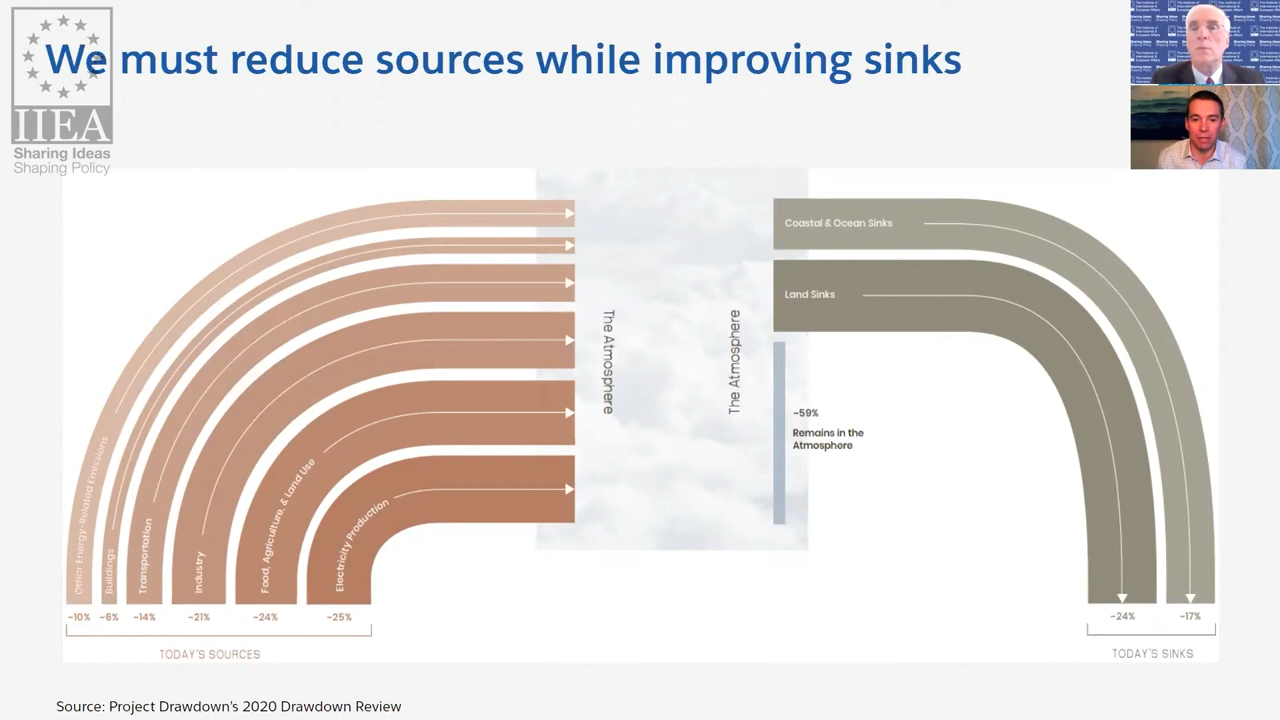 We must reduce sources while improving sinks
IIEA
Sharing Ideas
Shaping Policy
Coastal & Ocean Sinks
Land Sinks
The Atmosphere
The Atmosphere
~59%
Remains in the
Atmosphere
Other Energy-Related Emissions
Buildings
Transportation
Industry
Food, Agriculture, & Land Use
Electricity Production
~10% ~6% ~14% ~21% ~24% ~25%
TODAY'S SOURCES
~24% ~17%
TODAY'S SINKS
Source: Project Drawdown's 2020 Drawdown Review